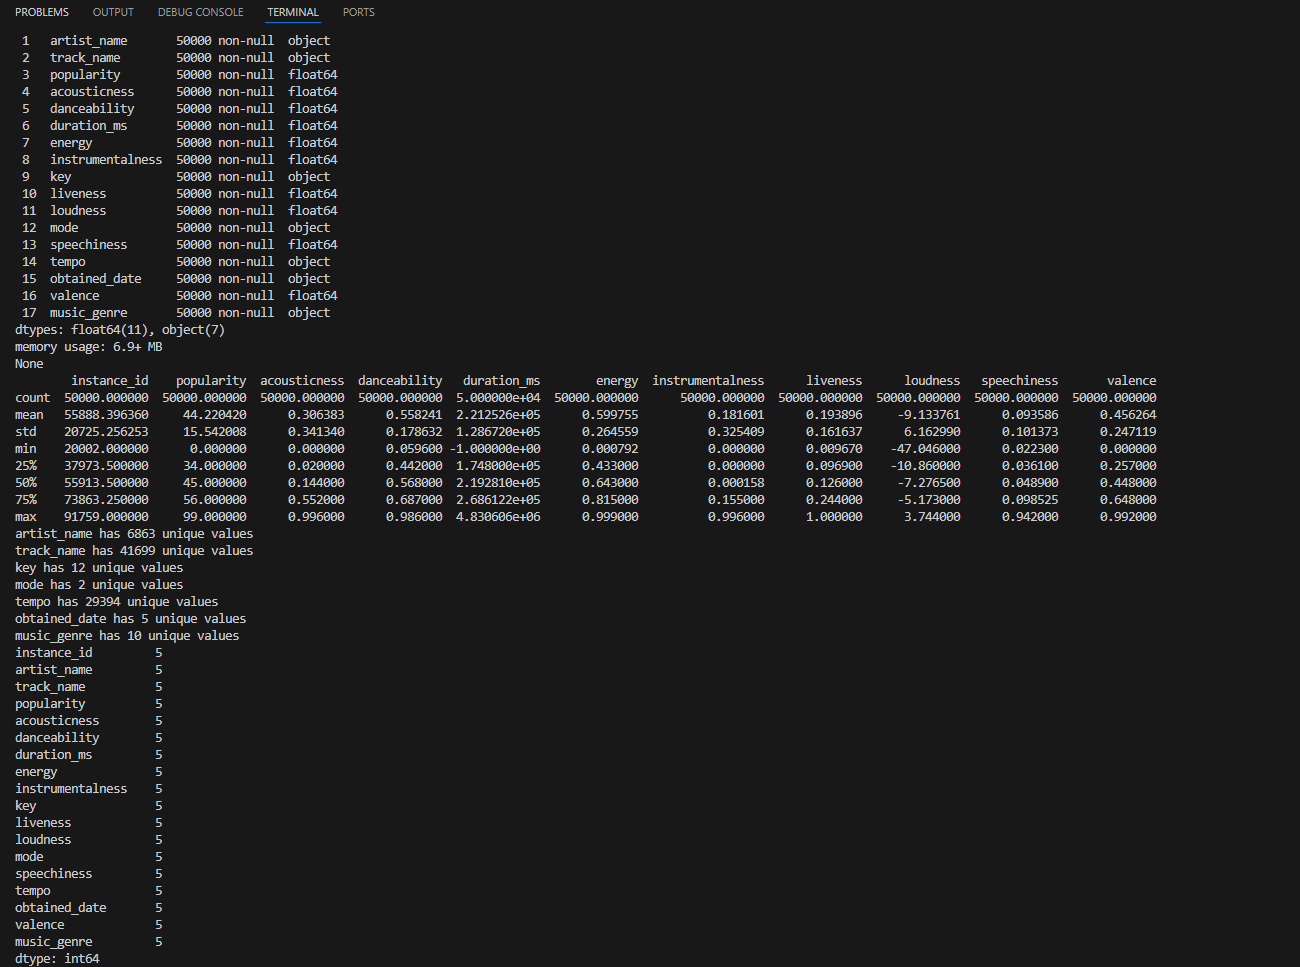 PROBLEMS OUTPUT DEBUG CONSOLE TERMINAL PORTS
1 artist_name 50000 non-null object
2 track_name 50000 non-null object
3 popularity 50000 non-null float64
4 acousticness 50000 non-null float64
5 danceability 50000 non-null float64
6 duration_ms 50000 non-null float64
7 energy 50000 non-null float64
8 instrumentalness 50000 non-null float64
9 key 50000 non-null object
10 liveness 50000 non-null float64
11 loudness 50000 non-null float64
12 mode 50000 non-null object
13 speechiness 50000 non-null float64
14 tempo 50000 non-null object
15 obtained_date 50000 non-null object
16 valence 50000 non-null float64
17 music_genre 50000 non-null object
dtypes: float64(11), object(7)
memory usage: 6.9+ MB
None
instance_id popularity acousticness danceability duration_ms energy instrumentalness liveness loudness speechiness valence
count 50000.000000 50000.000000 50000.000000 50000.000000 5.000000e+04 50000.000000 50000.000000 50000.000000 50000.000000 50000.000000 50000.000000
mean 55888.396360 44.220420 0.306383 0.558241 2.212526e+05 0.599755 0.181601 0.193896 -9.133761 0.093586 0.456264
std 20725.256253 15.542008 0.341340 0.178632 1.286720e+05 0.264559 0.325409 0.161637 6.162990 0.101373 0.247119
min 20002.000000 0.000000 0.000000 0.059600 -1.000000e+00 0.000792 0.000000 0.009670 -47.046000 0.022300 0.000000
25% 37973.500000 34.000000 0.020000 0.442000 1.748000e+05 0.433000 0.000000 0.096900 -10.860000 0.036100 0.257000
50% 55913.500000 45.000000 0.144000 0.568000 2.192810e+05 0.643000 0.000158 0.126000 -7.276500 0.048900 0.448000
75% 73863.250000 56.000000 0.552000 0.687000 2.686122e+05 0.815000 0.155000 0.244000 -5.173000 0.098525 0.648000
max 91759.000000 99.000000 0.996000 0.986000 4.830606e+06 0.999000 0.996000 1.000000 3.744000 0.942000 0.992000
artist_name has 6863 unique values
track_name has 41699 unique values
key has 12 unique values
mode has 2 unique values
tempo has 29394 unique values
obtained_date has 5 unique values
music_genre has 10 unique values
instance_id 5
artist_name 5
track_name 5
popularity 5
acousticness 5
danceability 5
duration_ms 5
energy 5
instrumentalness 5
key 5
liveness 5
loudness 5
mode 5
speechiness 5
tempo 5
obtained_date 5
valence 5
music_genre 5
dtype: int64